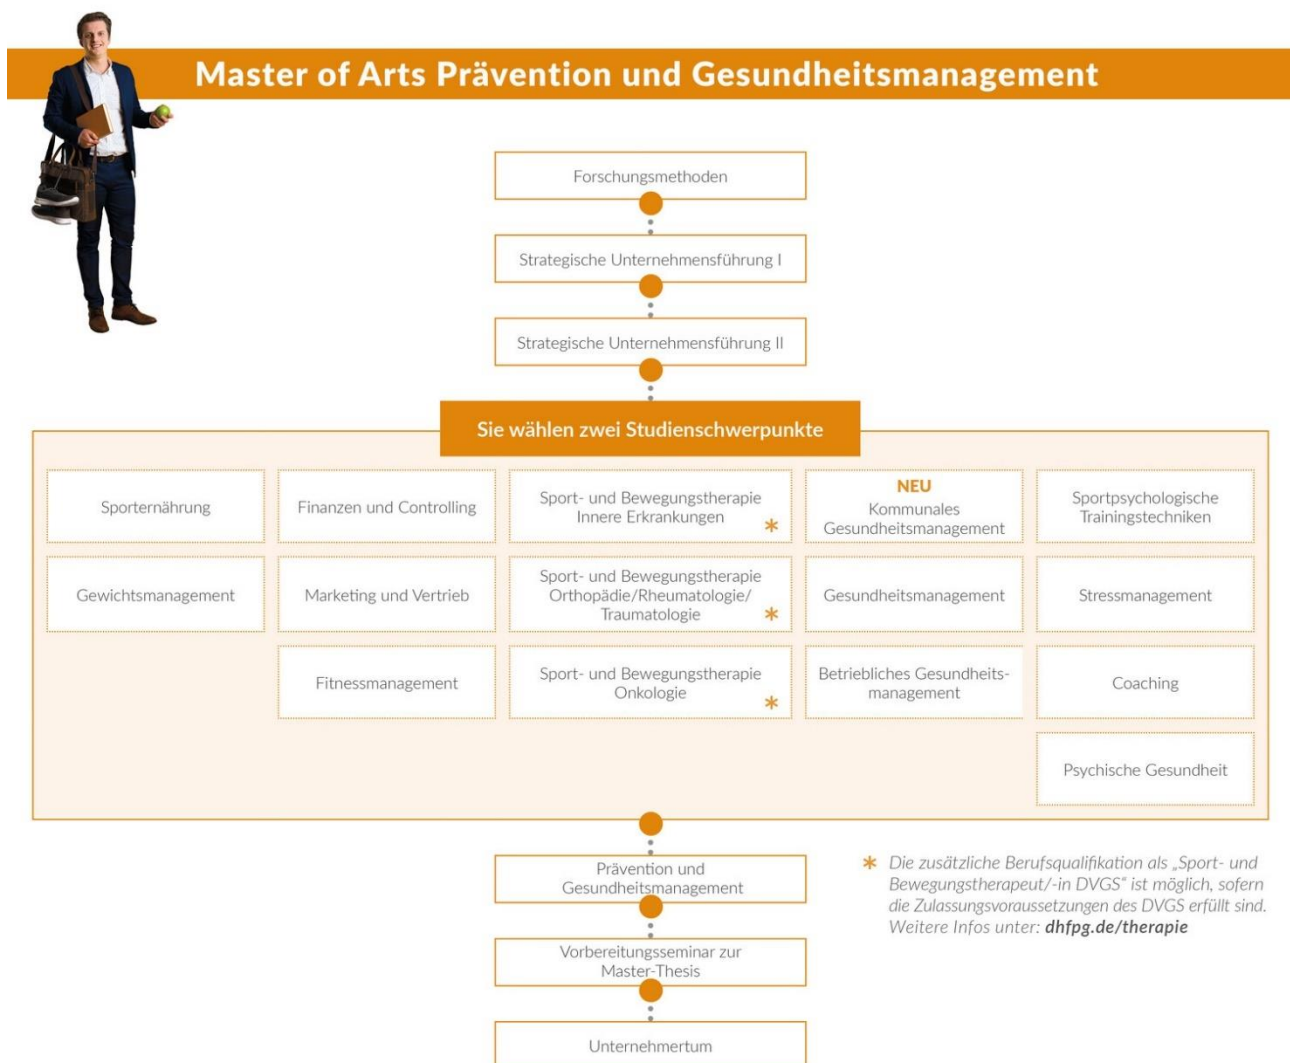 Master of Arts Prävention und Gesundheitsmanagement
Forschungsmethoden
Strategische Unternehmensführung I
Strategische Unternehmensführung II
Sie wählen zwei Studienschwerpunkte
Sporternährung
Finanzen und Controlling
Sport- und Bewegungstherapie
Innere Erkrankungen
*
NEU
Kommunales
Gesundheitsmanagement
Sportpsychologische
Trainingstechniken
Gewichtsmanagement
Marketing und Vertrieb
Sport- und Bewegungstherapie
Orthopädie/Rheumatologie/
Traumatologie
*
Gesundheitsmanagement
Stressmanagement
Fitnessmanagement
Sport- und Bewegungstherapie
Onkologie
*
Betriebliches Gesundheits-
management
Coaching
Psychische Gesundheit
Prävention und
Gesundheitsmanagement
* Die zusätzliche Berufsqualifikation als „Sport- und
Bewegungstherapeut/-in DVGS" ist möglich, sofern
die Zulassungsvoraussetzungen des DVGS erfüllt sind.
Weitere Infos unter: dhfpg.de/therapie
Vorbereitungsseminar zur
Master-Thesis
Unternehmertum